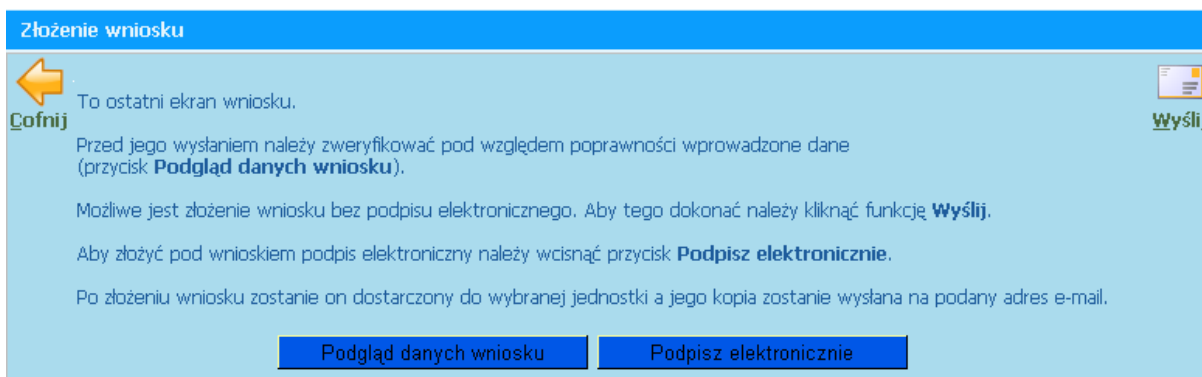 Złożenie wniosku
Cofnij
To ostatni ekran wniosku.
Wyśli
Przed jego wysłaniem należy zweryfikować pod względem poprawności wprowadzone dane
(przycisk Podgląd danych wniosku).
Możliwe jest złożenie wniosku bez podpisu elektronicznego. Aby tego dokonać należy kliknąć funkcję Wyślij.
Aby złożyć pod wnioskiem podpis elektroniczny należy wcisnąć przycisk Podpisz elektronicznie.
Po złożeniu wniosku zostanie on dostarczony do wybranej jednostki a jego kopia zostanie wysłana na podany adres e-mail.
Podgląd danych wniosku
Podpisz elektronicznie